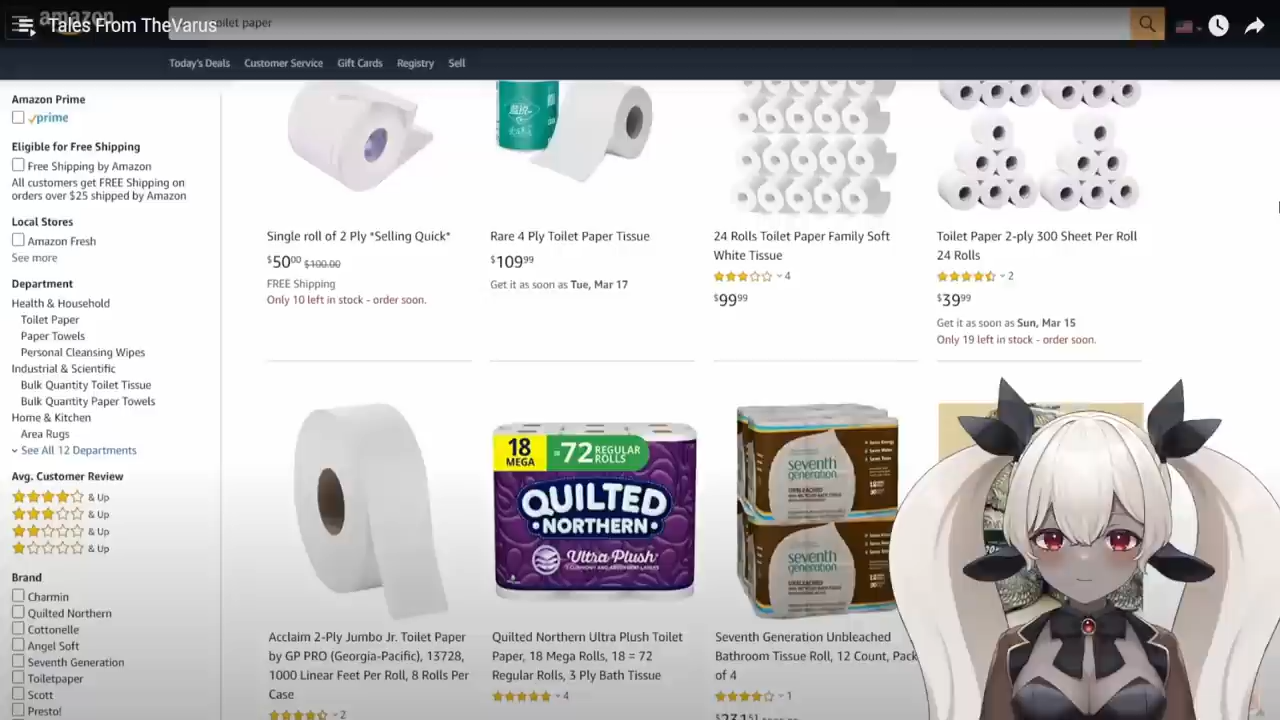 amazon
Tales From TheVarus
toilet paper
Today's Deals
Customer Service
Gift Cards
Registry
Sell
Amazon Prime
prime
Eligible for Free Shipping
Free Shipping by Amazon
All customers get FREE Shipping on
orders over $25 shipped by Amazon
Local Stores
Amazon Fresh
See more
Department
Health & Household
Toilet Paper
Paper Towels
Personal Cleansing Wipes
Industrial & Scientific
Bulk Quantity Toilet Tissue
Bulk Quantity Paper Towels
Home & Kitchen
Area Rugs
See All 12 Departments
Avg. Customer Review
& Up
& Up
& Up
& Up
Brand
Charmin
Quilted Northern
Cottonelle
Angel Soft
Seventh Generation
Toiletpaper
Scott
Presto!
Single roll of 2 Ply *Selling Quick*
$5000 $100.00
FREE Shipping
Only 10 left in stock - order soon.
Rare 4 Ply Toilet Paper Tissue
$10999
Get it as soon as Tue, Mar 17
24 Rolls Toilet Paper Family Soft
White Tissue
4
$9999
Toilet Paper 2-ply 300 Sheet Per Roll
24 Rolls
2
$3999
Get it as soon as Sun, Mar 15
Only 19 left in stock - order soon.
Acclaim 2-Ply Jumbo Jr. Toilet Paper
by GP PRO (Georgia-Pacific), 13728,
1000 Linear Feet Per Roll, 8 Rolls Per
Case
2
18
MEGA
=72 REGULAR
ROLLS
QUILTED
NORTHERN
Ultra Plush
Quilted Northern Ultra Plush Toilet
Paper, 18 Mega Rolls, 18 = 72
Regular Rolls, 3 Ply Bath Tissue
4
seventh
generation
UNBLEACHED
seventh
generation
UNBLEACHED
Seventh Generation Unbleached
Bathroom Tissue Roll, 12 Count, Pack
of 4
1
$23151